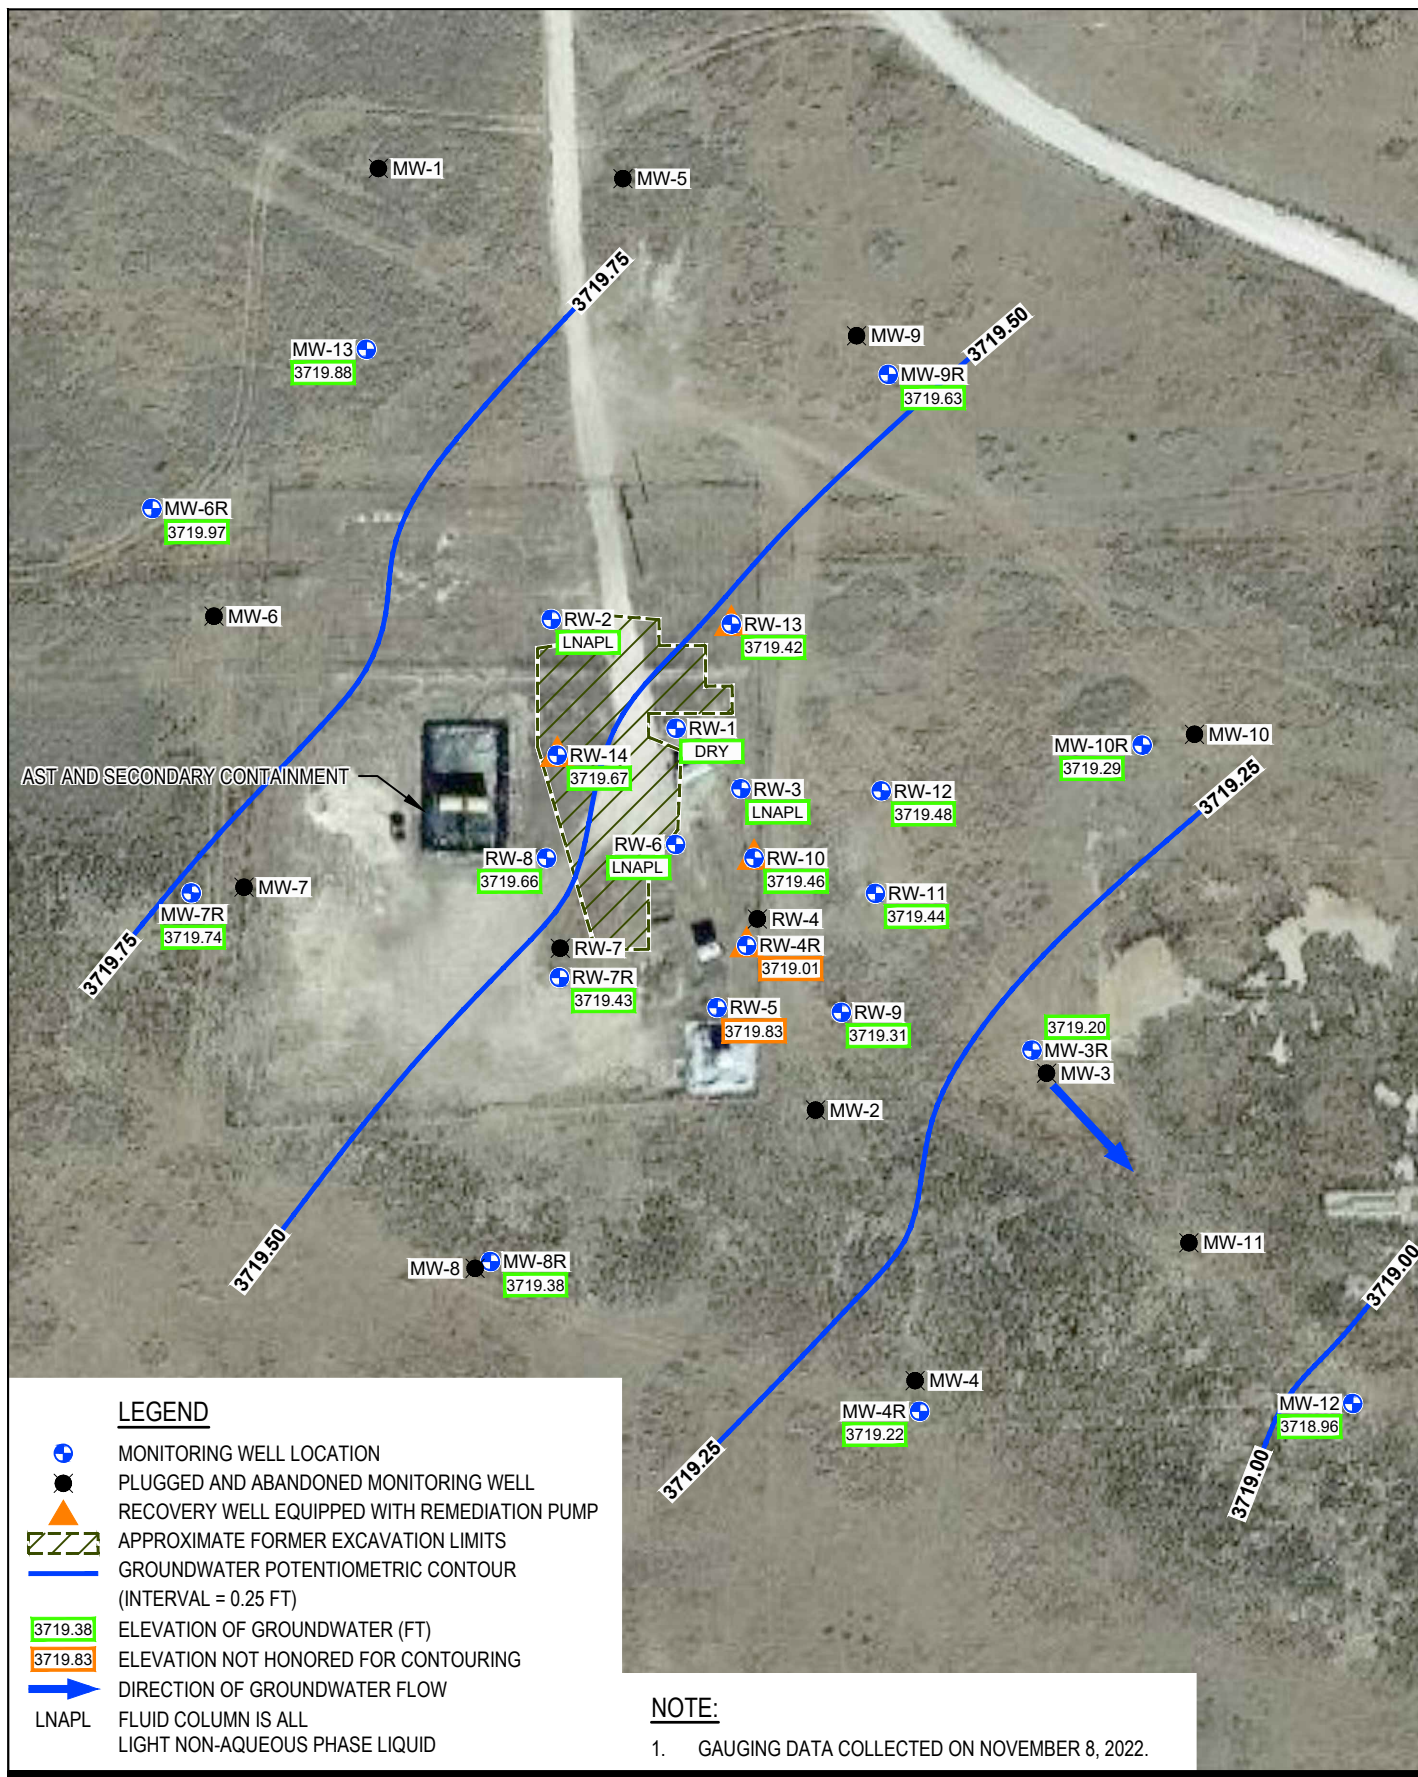 MW-1
MW-5
3719.75
MW-9
3719.50
MW-13
3719.88
MW-9R
3719.63
MW-6R
3719.97
MW-6
RW-2
LNAPL
RW-13
3719.42
RW-1
DRY
MW-10
MW-10R
3719.29
RW-14
3719.67
AST AND SECONDARY CONTAINMENT
RW-3
LNAPL
RW-12
3719.48
3719.25
RW-6
LNAPL
RW-8
3719.66
RW-10
3719.46
MW-7
MW-7R
3719.74
RW-11
3719.44
RW-4
RW-4R
3719.01
3719.75
RW-7
RW-7R
3719.43
RW-5
3719.83
RW-9
3719.31
3719.20
MW-3R
MW-3
MW-2
MW-11
3719.50
MW-8
MW-8R
3719.38
3719.00
MW-4
MW-4R
3719.22
MW-12
3718.96
3719.25
3719.00
LEGEND
MONITORING WELL LOCATION
PLUGGED AND ABANDONED MONITORING WELL
RECOVERY WELL EQUIPPED WITH REMEDIATION PUMP
APPROXIMATE FORMER EXCAVATION LIMITS
GROUNDWATER POTENTIOMETRIC CONTOUR
(INTERVAL = 0.25 FT)
3719.38 ELEVATION OF GROUNDWATER (FT)
3719.83 ELEVATION NOT HONORED FOR CONTOURING
DIRECTION OF GROUNDWATER FLOW
LNAPL FLUID COLUMN IS ALL
LIGHT NON-AQUEOUS PHASE LIQUID
NOTE:
1. GAUGING DATA COLLECTED ON NOVEMBER 8, 2022.